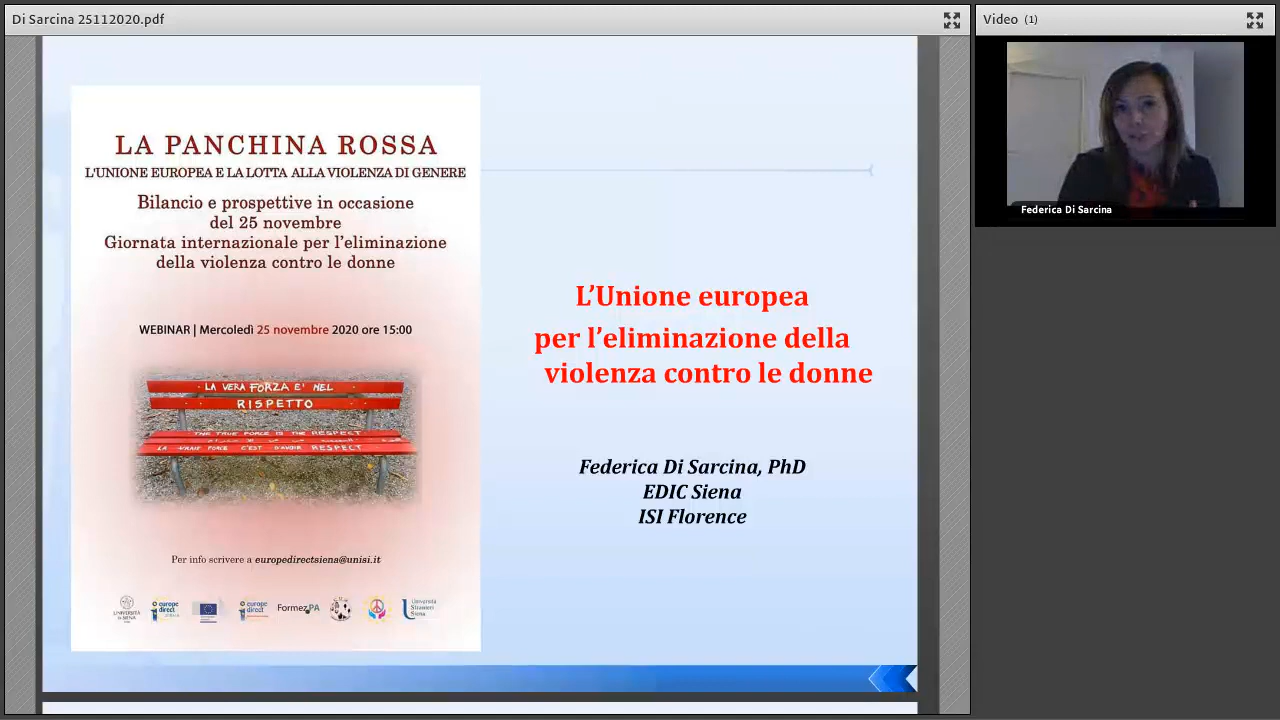 Di Sarcina 25112020.pdf
Video (1)
Federica Di Sarcina
LA PANCHINA ROSSA
L'UNIONE EUROPEA E LA LOTTA ALLA VIOLENZA DI GENERE
Bilancio e prospettive in occasione
del 25 novembre
Giornata internazionale per l'eliminazione
della violenza contro le donne
WEBINAR | Mercoledì 25 novembre 2020 ore 15:00
LA VERA FORZA E' NEL
RISPETTO
THE TRUE FORCE IS THE RESPECT
LA VRAIE FORCE C'EST D'AVOIR RESPECT
Per info scrivere a europedirectsiena@unisi.it
UNIVERSITÀ
DI SIENA
europe
direct
europe
direct
FormezPA
Università
Stranieri
Siena
L’Unione europea
per l’eliminazione della
violenza contro le donne
Federica Di Sarcina, PhD
EDIC Siena
ISI Florence